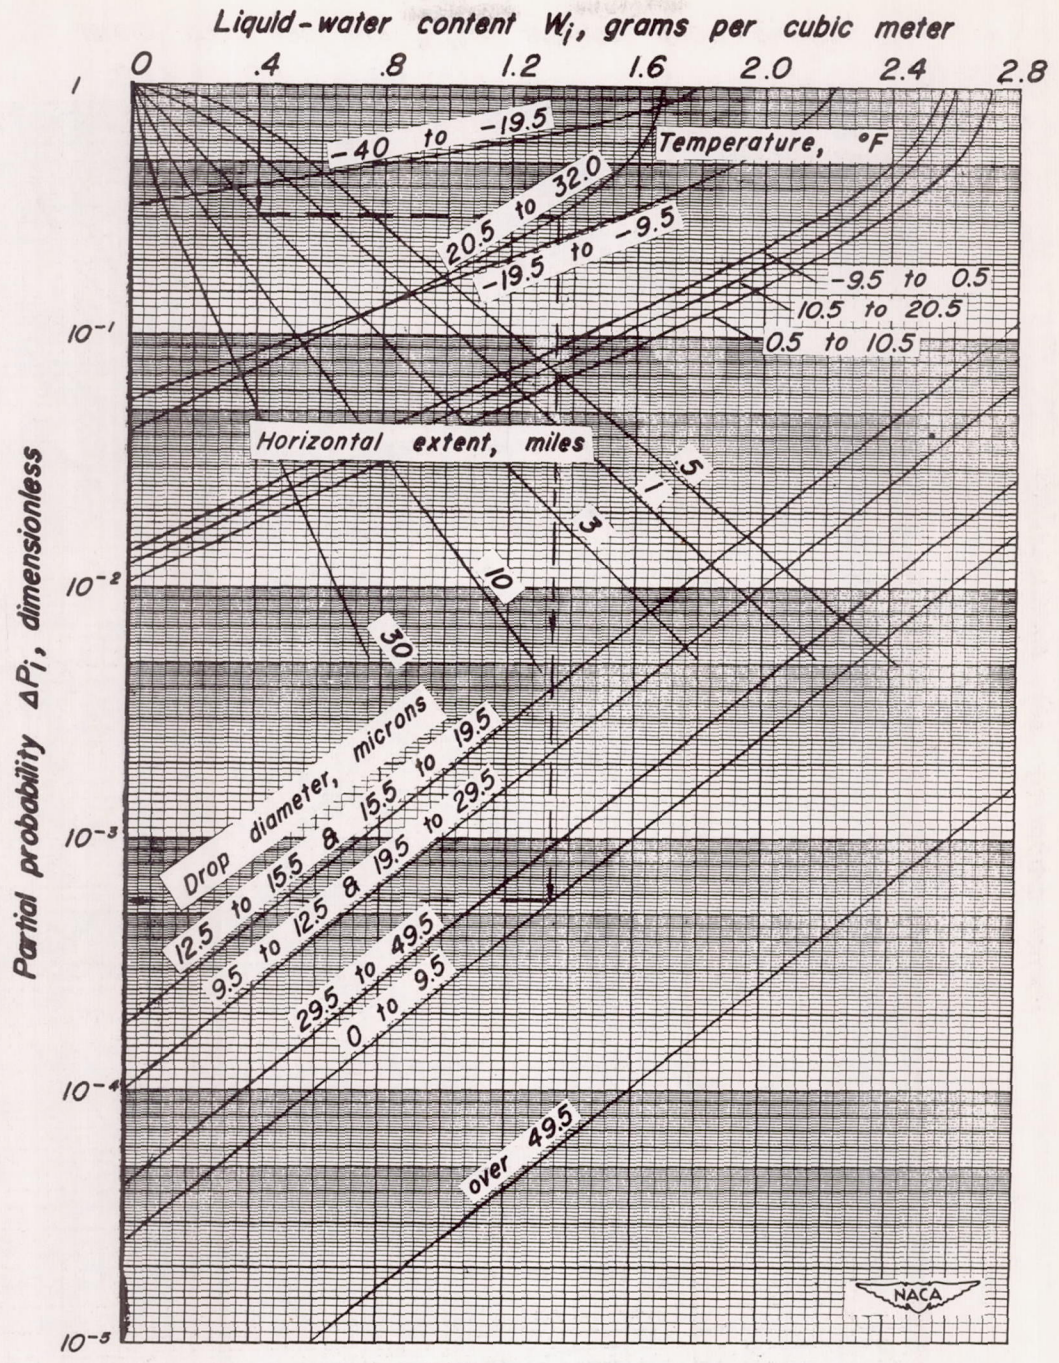 Liquid-water content Wi, grams per cubic meter
0 .4 .8 1.2 1.6 2.0 2.4 2.8
1
-40 to -19.5
Temperature, °F
20.5 to 32.0
-19.5 to -9.5
-9.5 to 0.5
10.5 to 20.5
0.5 to 10.5
10-1
Horizontal extent, miles
.5
1
3
10
30
10-2
Partial probability ΔPi, dimensionless
Drop diameter, microns
12.5 to 15.5 & 15.5 to 19.5
9.5 to 12.5 & 19.5 to 29.5
29.5 to 49.5
0 to 9.5
10-3
10-4
over 49.5
NACA
10-5